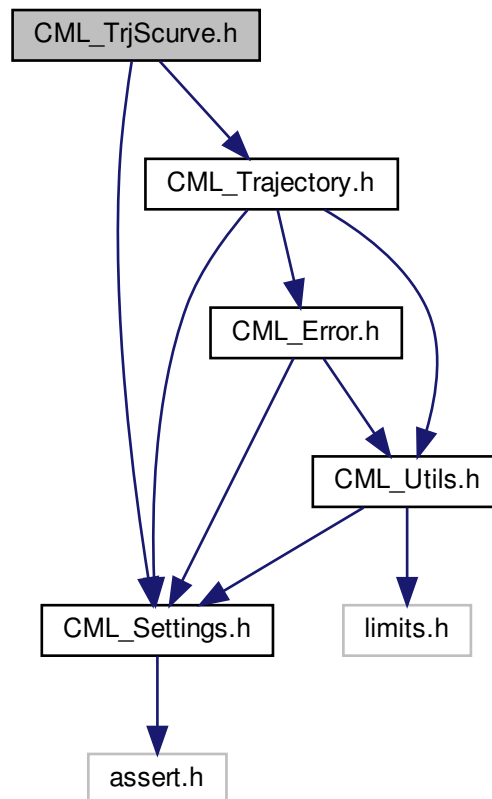 CML_TrjScurve.h
CML_Trajectory.h
CML_Error.h
CML_Utils.h
CML_Settings.h
limits.h
assert.h